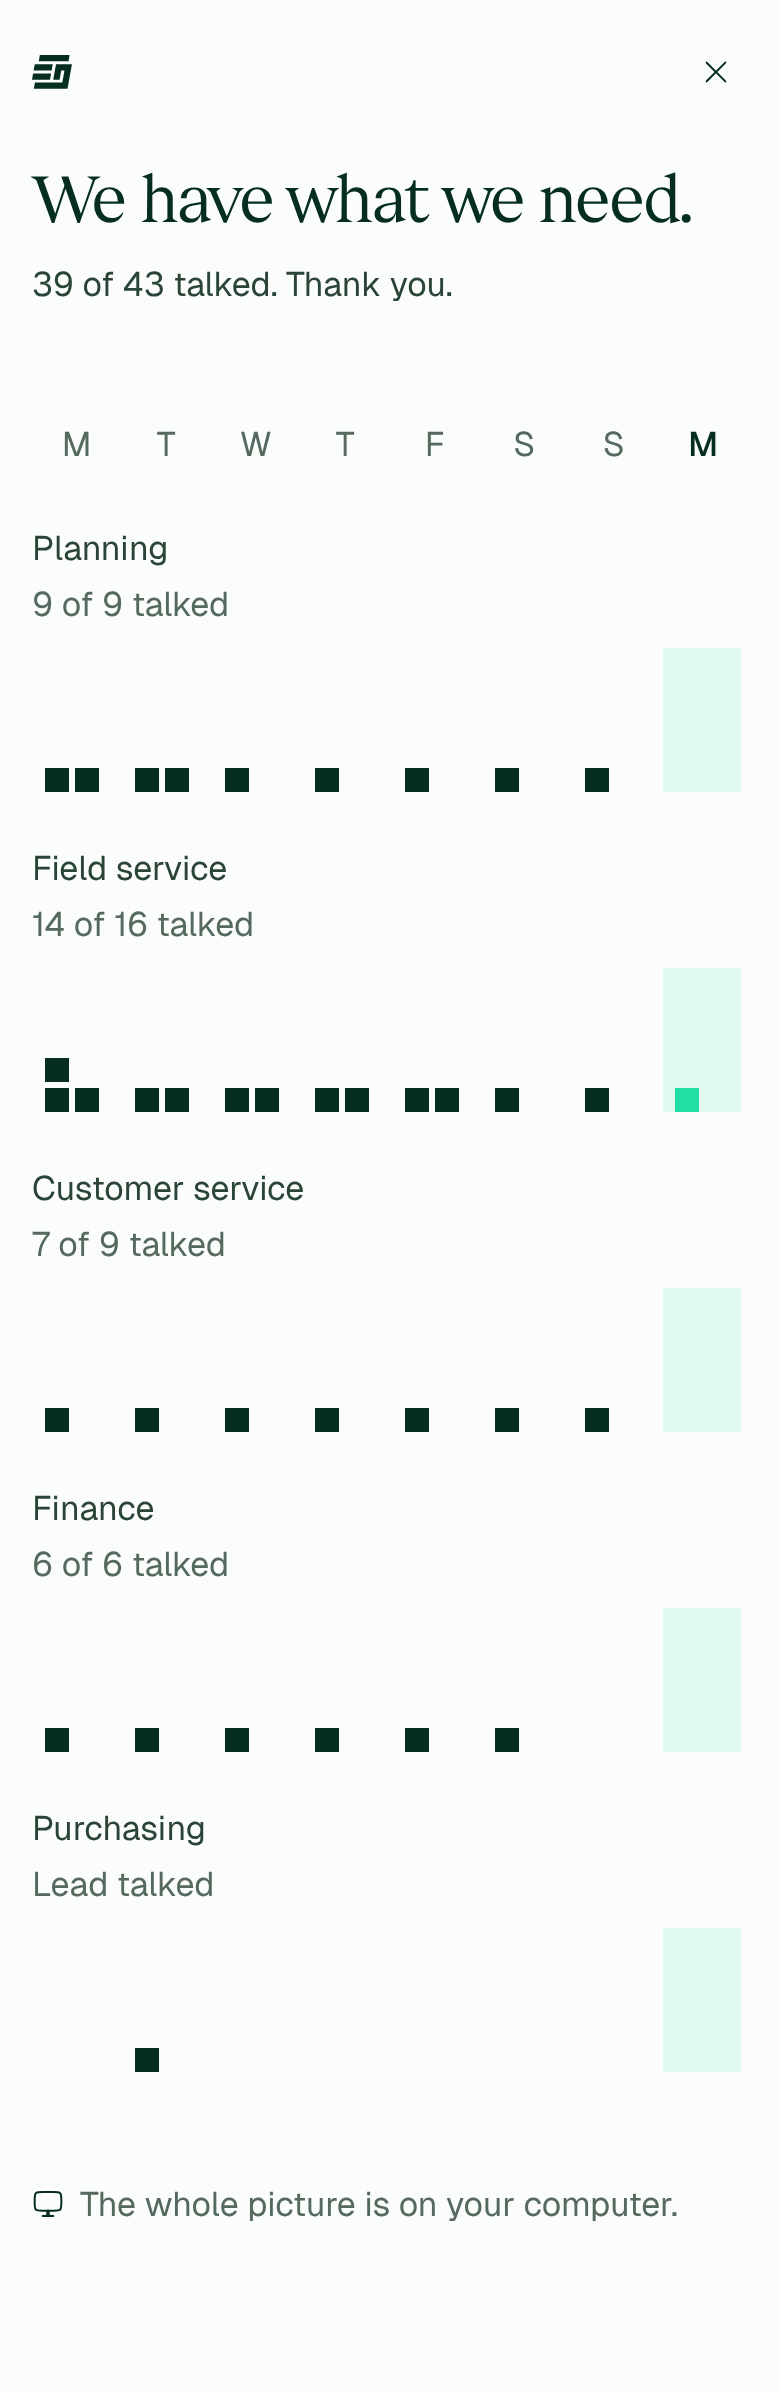 We have what we need.
39 of 43 talked. Thank you.
M T W T F S S M
Planning
9 of 9 talked
Field service
14 of 16 talked
Customer service
7 of 9 talked
Finance
6 of 6 talked
Purchasing
Lead talked
The whole picture is on your computer.